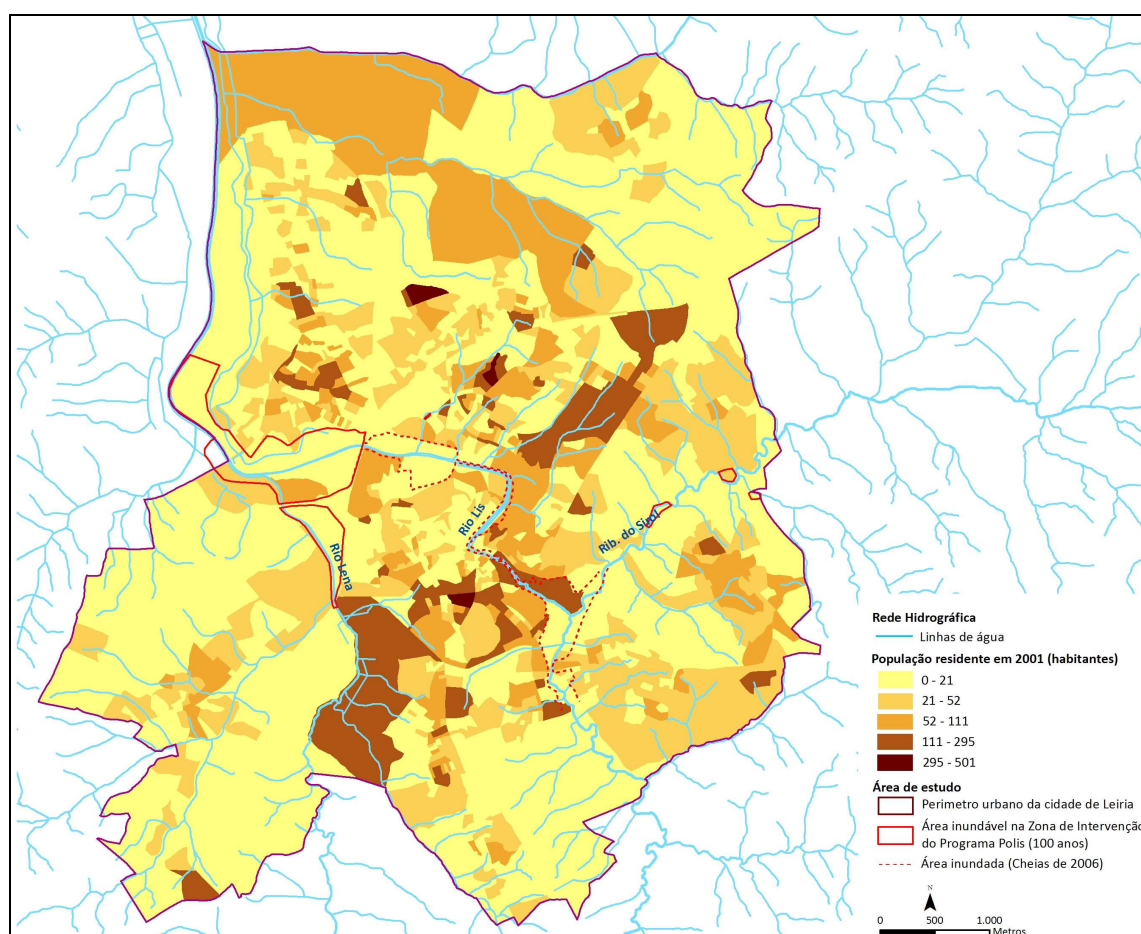 Rio Lis
Rib. do Sirol
Rio Lena
Rede Hidrográfica
Linhas de água
População residente em 2001 (habitantes)
0 - 21
21 - 52
52 - 111
111 - 295
295 - 501
Área de estudo
Perimetro urbano da cidade de Leiria
Área inundável na Zona de Intervenção
do Programa Polis (100 anos)
Área inundada (Cheias de 2006)
N
0 500 1.000
Metros